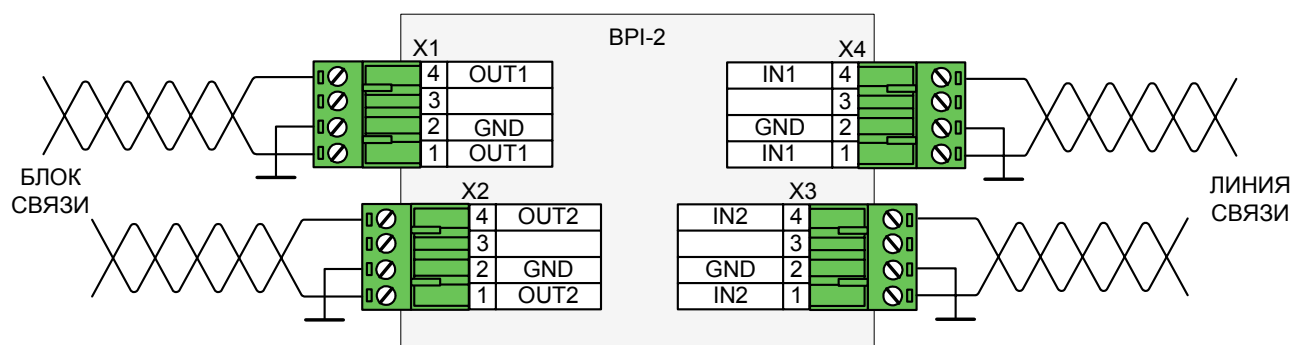 BPI-2
X1
X4
4 OUT1
IN1 4
3
3
2 GND
GND 2
1 OUT1
IN1 1
БЛОК
СВЯЗИ
ЛИНИЯ
СВЯЗИ
X2
X3
4 OUT2
IN2 4
3
3
2 GND
GND 2
1 OUT2
IN2 1